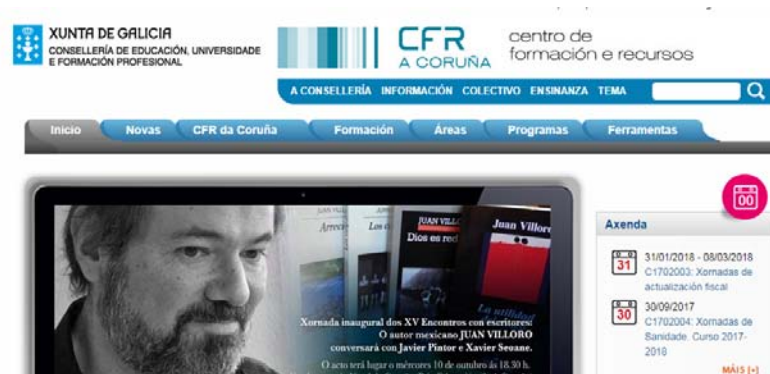 XUNTA DE GALICIA
CONSELLERÍA DE EDUCACIÓN, UNIVERSIDADE
E FORMACIÓN PROFESIONAL
CFR
A CORUÑA
centro de
formación e recursos
A CONSELLERÍA INFORMACIÓN COLECTIVO ENSINANZA TEMA
Inicio Novas CFR da Coruña Formación Áreas Programas Ferramentas
JUAN VILLORO
Dios es red
Juan Villoro
La utilidad
Xornada inaugural dos XV Encontros con escritores:
O autor mexicano JUAN VILLORO
conversará con Javier Pintor e Xavier Seoane.
O acto terá lugar o mércores 10 de outubro ás 18.30 h.
00
Axenda
31
31/01/2018 - 08/03/2018
C1702003: Xornadas de
actualización fiscal
30
30/09/2017
C1702004: Xornadas de
Sanidade. Curso 2017-
2018
MÁIS [+]